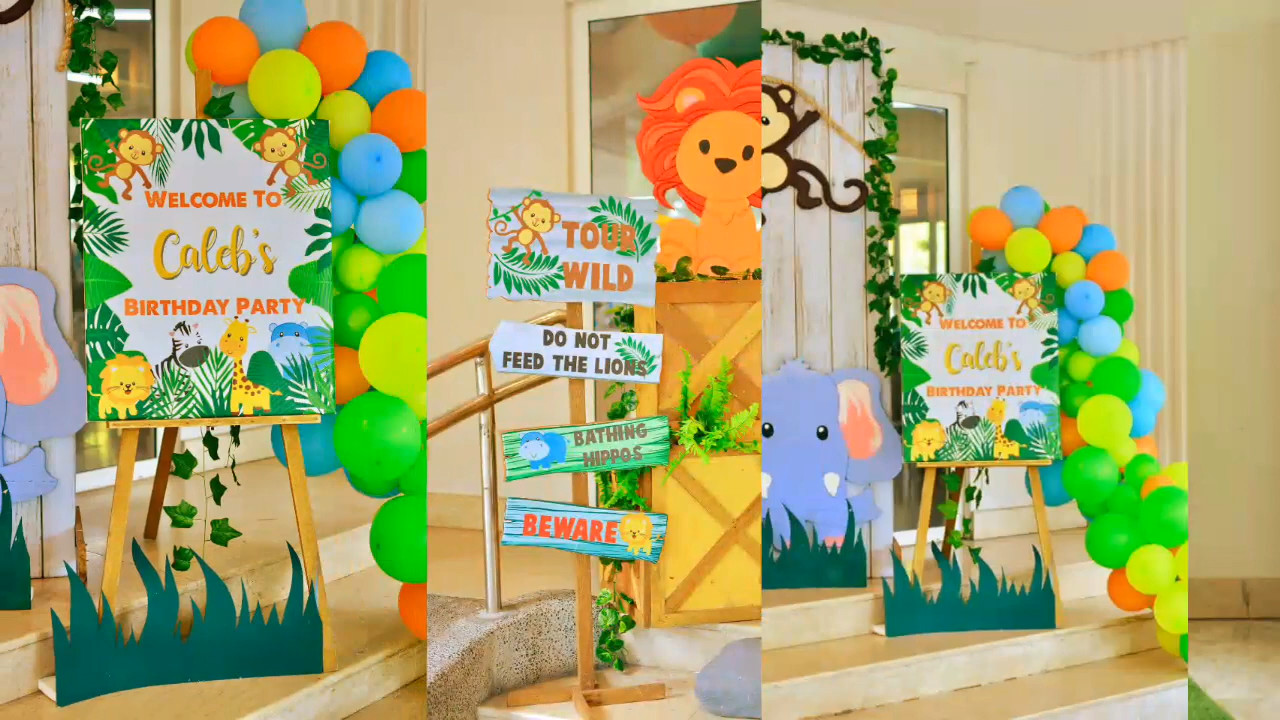 WELCOME TO
Caleb's
BIRTHDAY PARTY
TOUR
WILD
DO NOT
FEED THE LIONS
BATHING
HIPPOS
BEWARE
WELCOME TO
Caleb's
BIRTHDAY PARTY